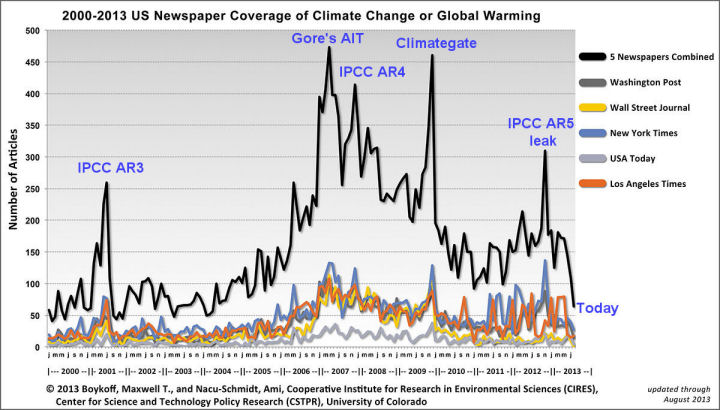 2000-2013 US Newspaper Coverage of Climate Change or Global Warming
500
450
400
350
300
250
200
150
100
50
0
Number of Articles
IPCC AR3
Gore's AIT
IPCC AR4
Climategate
IPCC AR5
leak
Today
5 Newspapers Combined
Washington Post
Wall Street Journal
New York Times
USA Today
Los Angeles Times
j m m j s n j m m j s n j m m j s n j m m j s n j m m j s n j m m j s n j m m j s n j m m j s n j m m j s n j m m j s n j m m j s n j m m j s n j m m j s n j m m j
|--- 2000 --||-- 2001 --||-- 2002 --||-- 2003 --||-- 2004 --||-- 2005 --||-- 2006 --||-- 2007 --||-- 2008 --||-- 2009 --||-- 2010 --||-- 2011 --||-- 2012 --||-- 2013 --|
© 2013 Boykoff, Maxwell T., and Nacu-Schmidt, Ami, Cooperative Institute for Research in Environmental Sciences (CIRES),
Center for Science and Technology Policy Research (CSTPR), University of Colorado
updated through
August 2013